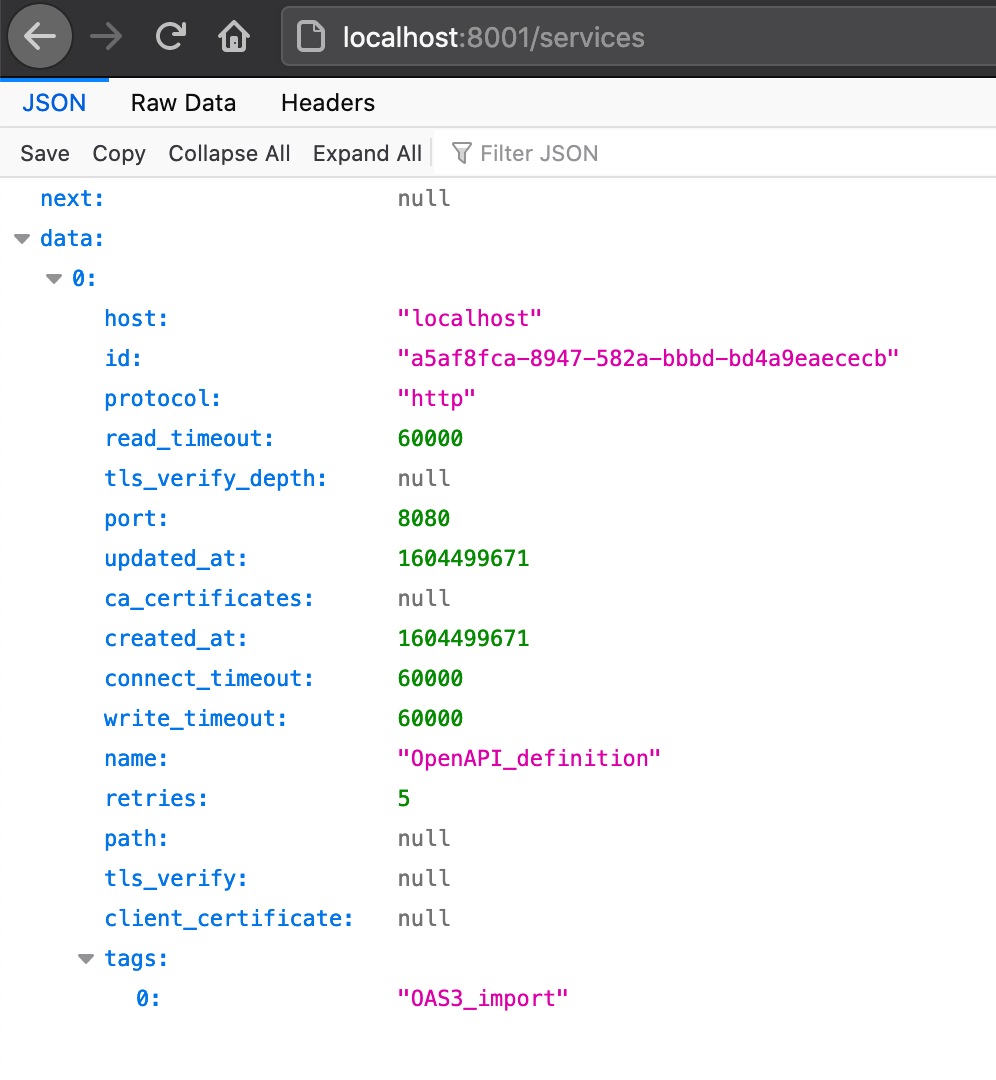 localhost:8001/services
JSON Raw Data Headers
Save Copy Collapse All Expand All Filter JSON
next: null
data:
0:
host: "localhost"
id: "a5af8fca-8947-582a-bbbd-bd4a9eaececb"
protocol: "http"
read_timeout: 60000
tls_verify_depth: null
port: 8080
updated_at: 1604499671
ca_certificates: null
created_at: 1604499671
connect_timeout: 60000
write_timeout: 60000
name: "OpenAPI_definition"
retries: 5
path: null
tls_verify: null
client_certificate: null
tags:
0: "OAS3_import"